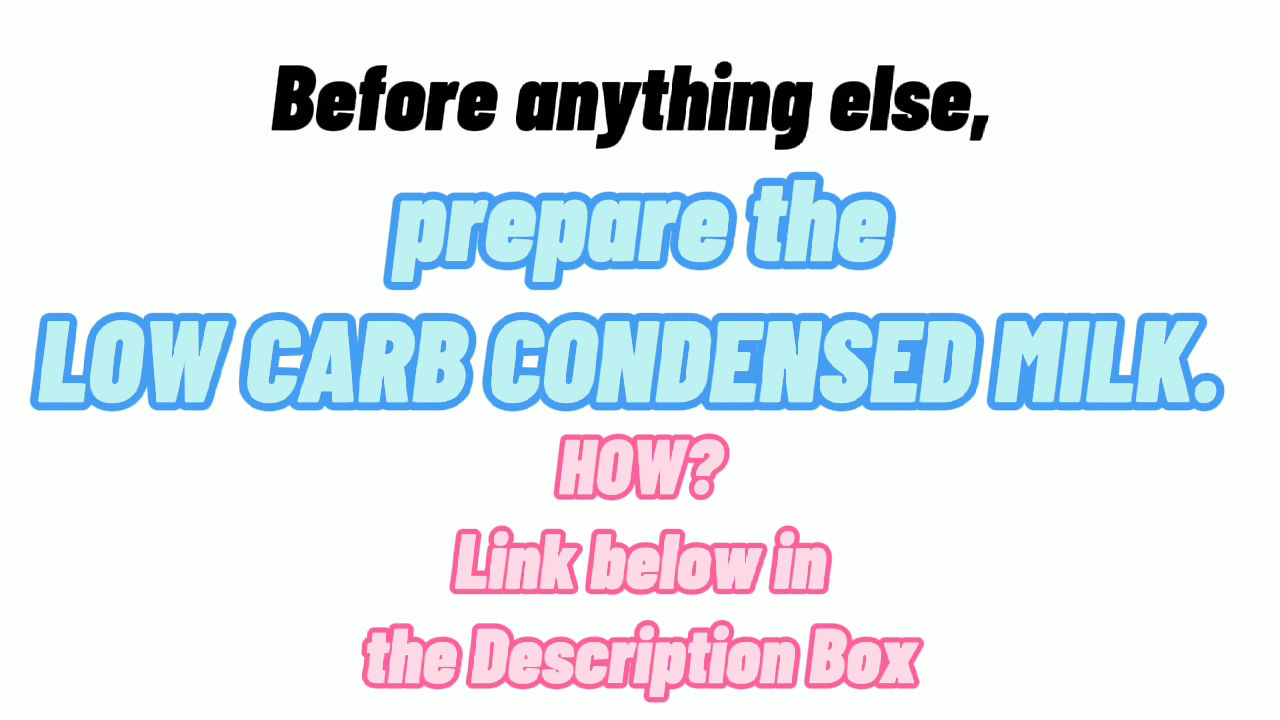 Before anything else,
prepare the
LOW CARB CONDENSED MILK.
HOW?
Link below in
the Description Box